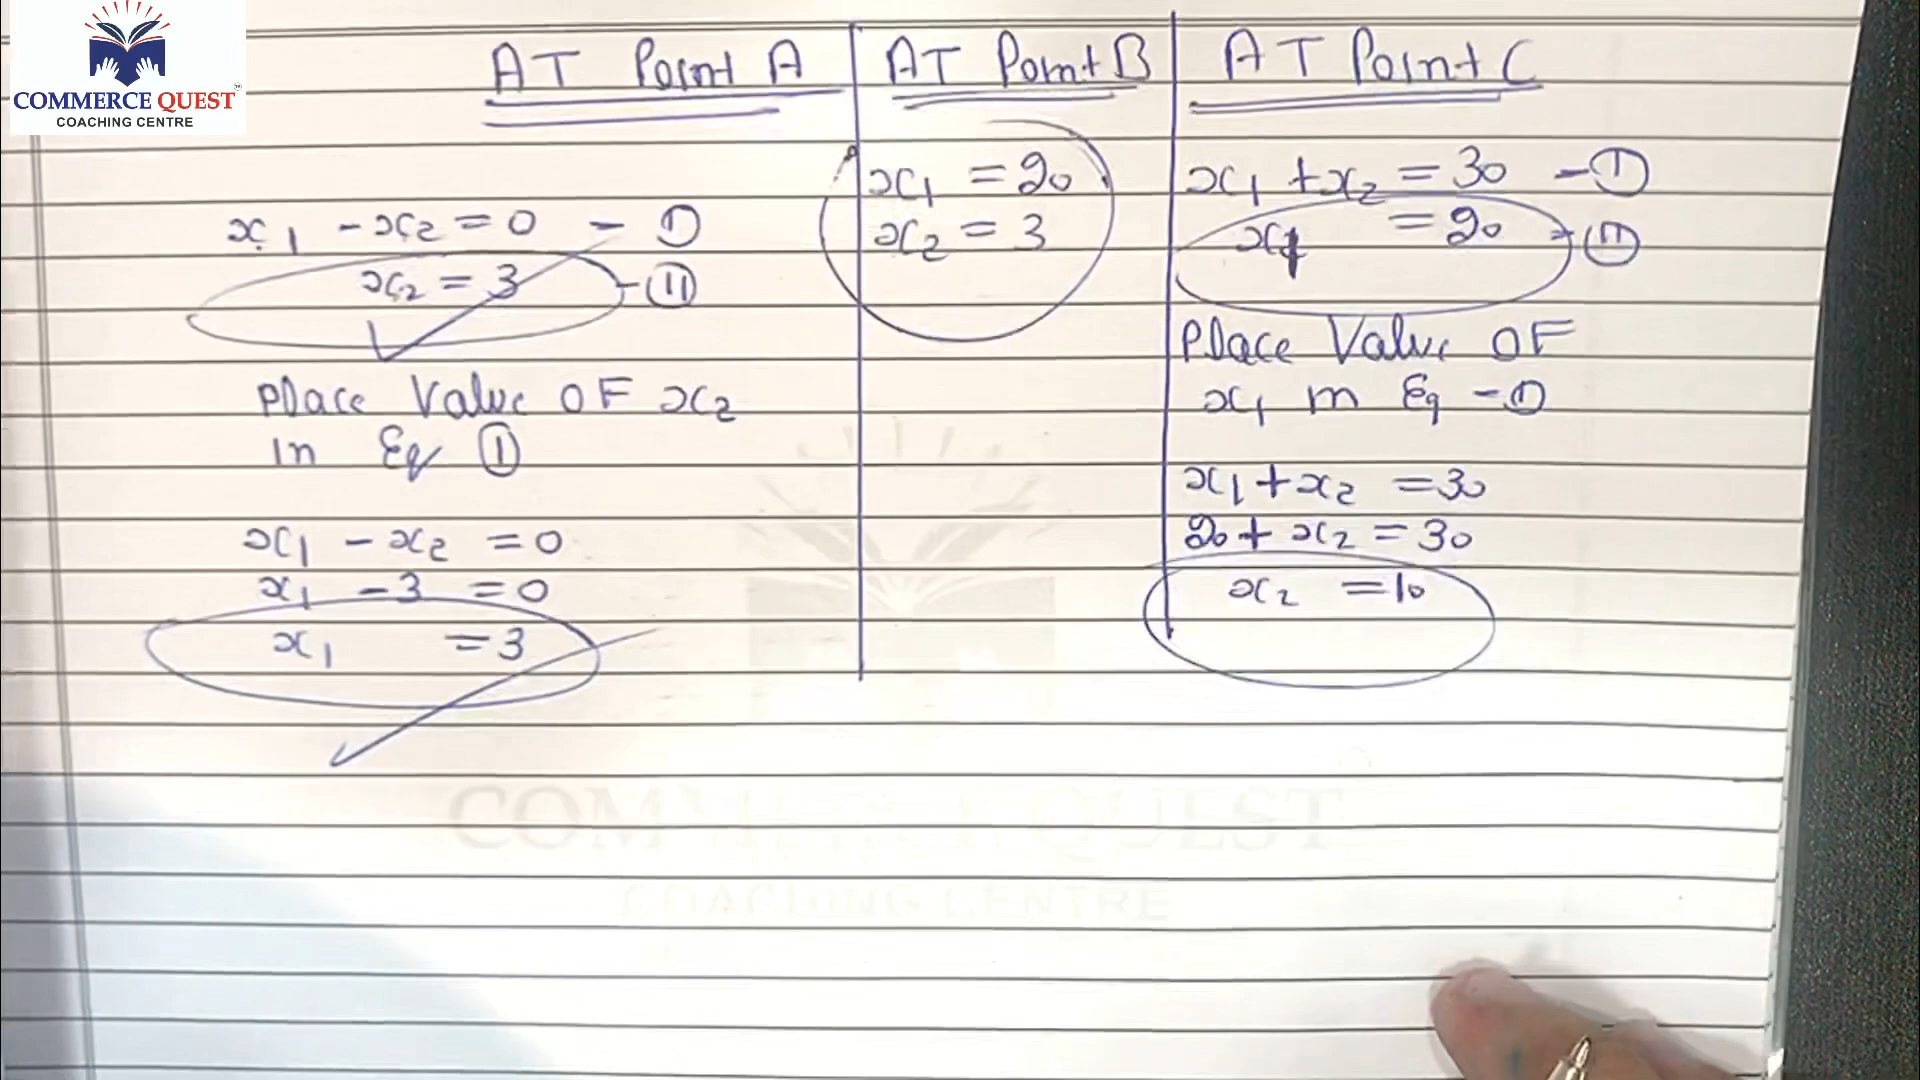 COMMERCE QUEST
COACHING CENTRE
AT Point A
x₁ - x₂ = 0 - ①
x₂ = 3 - ⑪
Place Value OF x₂
in Eq ①
x₁ - x₂ = 0
x₁ - 3 = 0
x₁ = 3
AT Point B
x₁ = 20
x₂ = 3
AT Point C
x₁ + x₂ = 30 - ①
x₁ = 20 - ⑪
Place Value OF
x₁ in Eq - ①
x₁ + x₂ = 30
20 + x₂ = 30
x₂ = 10
COMMERCE QUEST
COACHING CENTRE